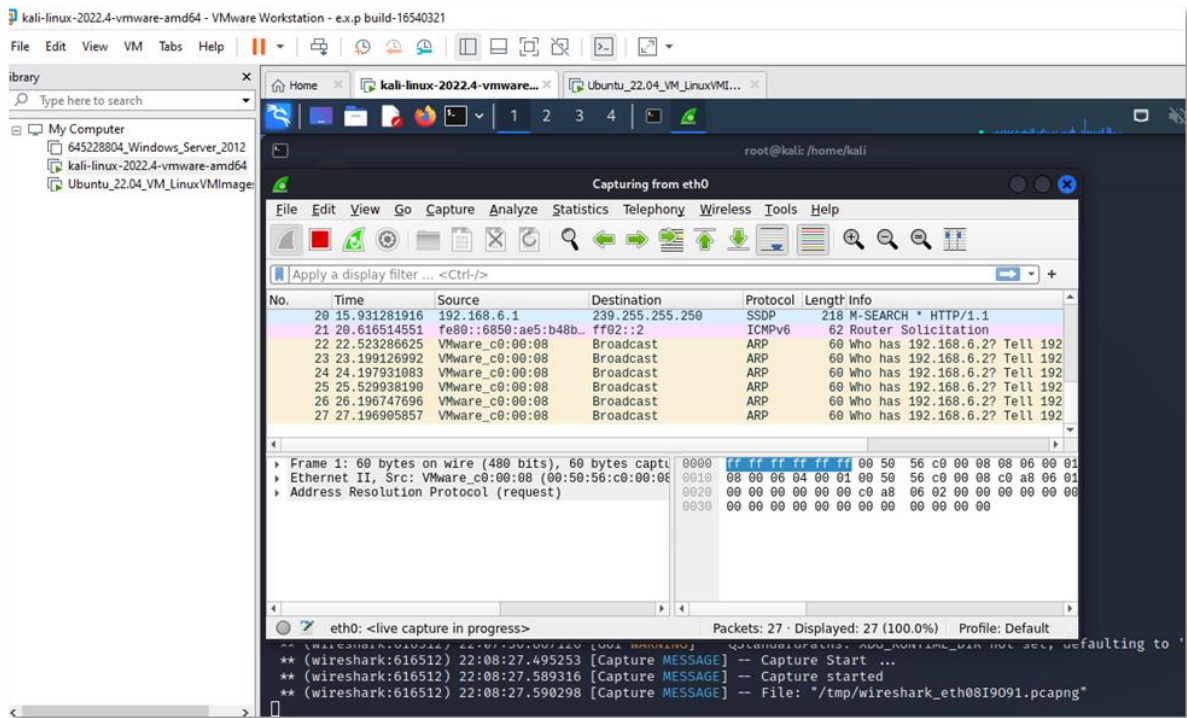 kali-linux-2022.4-vmware-amd64 - VMware Workstation - e.x.p build-16540321
File Edit View VM Tabs Help
ibrary
Type here to search
My Computer
645228804_Windows_Server_2012
kali-linux-2022.4-vmware-amd64
Ubuntu_22.04_VM_LinuxVMImages
Home kali-linux-2022.4-vmware... Ubuntu_22.04_VM_LinuxVMI...
1 2 3 4
root@kali: /home/kali
Capturing from eth0
File Edit View Go Capture Analyze Statistics Telephony Wireless Tools Help
Apply a display filter ... <Ctrl-/>
No. Time Source Destination Protocol Length Info
20 15.931281916 192.168.6.1 239.255.255.250 SSDP 218 M-SEARCH * HTTP/1.1
21 20.616514551 fe80::6850:ae5:b48b... ff02::2 ICMPv6 62 Router Solicitation
22 22.523286625 VMware_c0:00:08 Broadcast ARP 60 Who has 192.168.6.2? Tell 192
23 23.199126992 VMware_c0:00:08 Broadcast ARP 60 Who has 192.168.6.2? Tell 192
24 24.197931083 VMware_c0:00:08 Broadcast ARP 60 Who has 192.168.6.2? Tell 192
25 25.529938190 VMware_c0:00:08 Broadcast ARP 60 Who has 192.168.6.2? Tell 192
26 26.196747696 VMware_c0:00:08 Broadcast ARP 60 Who has 192.168.6.2? Tell 192
27 27.196905857 VMware_c0:00:08 Broadcast ARP 60 Who has 192.168.6.2? Tell 192
Frame 1: 60 bytes on wire (480 bits), 60 bytes captu
Ethernet II, Src: VMware_c0:00:08 (00:50:56:c0:00:08
Address Resolution Protocol (request)
0000 ff ff ff ff ff ff 00 50 56 c0 00 08 08 06 00 01
0010 08 00 06 04 00 01 00 50 56 c0 00 08 c0 a8 06 01
0020 00 00 00 00 00 00 c0 a8 06 02 00 00 00 00 00 00
0030 00 00 00 00 00 00 00 00 00 00 00 00
eth0: <live capture in progress> Packets: 27 · Displayed: 27 (100.0%) Profile: Default
** (wireshark:616512) 22:07:56.667120 [GUI WARNING] -- QStandardPaths: XDG_RUNTIME_DIR not set, defaulting to '
** (wireshark:616512) 22:08:27.495253 [Capture MESSAGE] -- Capture Start ...
** (wireshark:616512) 22:08:27.589316 [Capture MESSAGE] -- Capture started
** (wireshark:616512) 22:08:27.590298 [Capture MESSAGE] -- File: "/tmp/wireshark_eth08I9O91.pcapng"